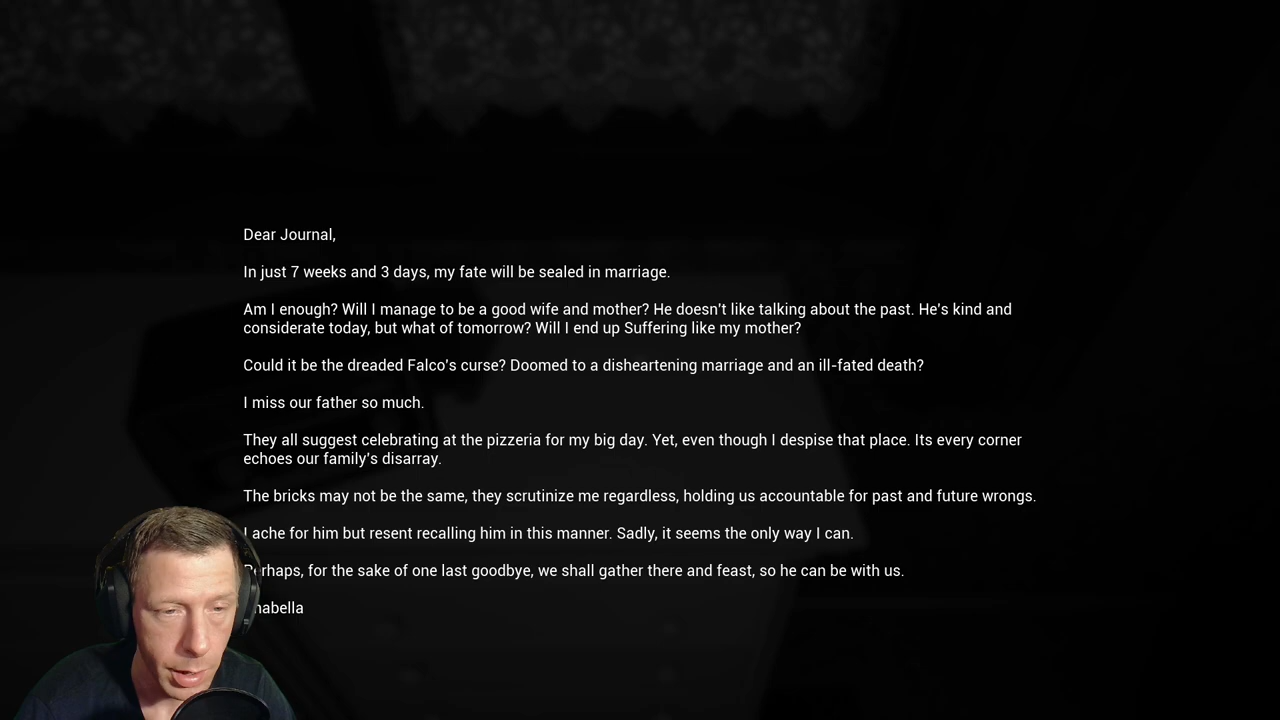 Dear Journal,
In just 7 weeks and 3 days, my fate will be sealed in marriage.
Am I enough? Will I manage to be a good wife and mother? He doesn't like talking about the past. He's kind and
considerate today, but what of tomorrow? Will I end up Suffering like my mother?
Could it be the dreaded Falco's curse? Doomed to a disheartening marriage and an ill-fated death?
I miss our father so much.
They all suggest celebrating at the pizzeria for my big day. Yet, even though I despise that place. Its every corner
echoes our family's disarray.
The bricks may not be the same, they scrutinize me regardless, holding us accountable for past and future wrongs.
I ache for him but resent recalling him in this manner. Sadly, it seems the only way I can.
Perhaps, for the sake of one last goodbye, we shall gather there and feast, so he can be with us.
nabella